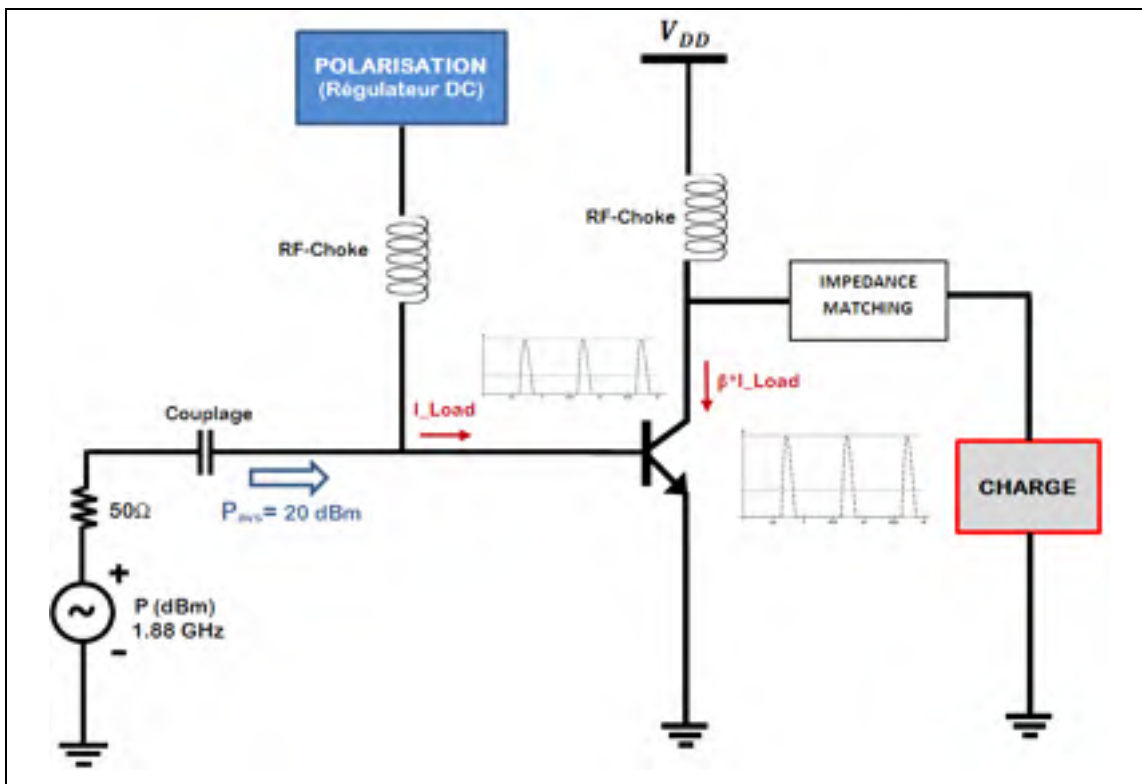 V_DD
POLARISATION
(Régulateur DC)
RF-Choke
RF-Choke
IMPEDANCE
MATCHING
I_Load
β*I_Load
Couplage
50Ω
P_avs= 20 dBm
CHARGE
+
P (dBm)
1.88 GHz
-